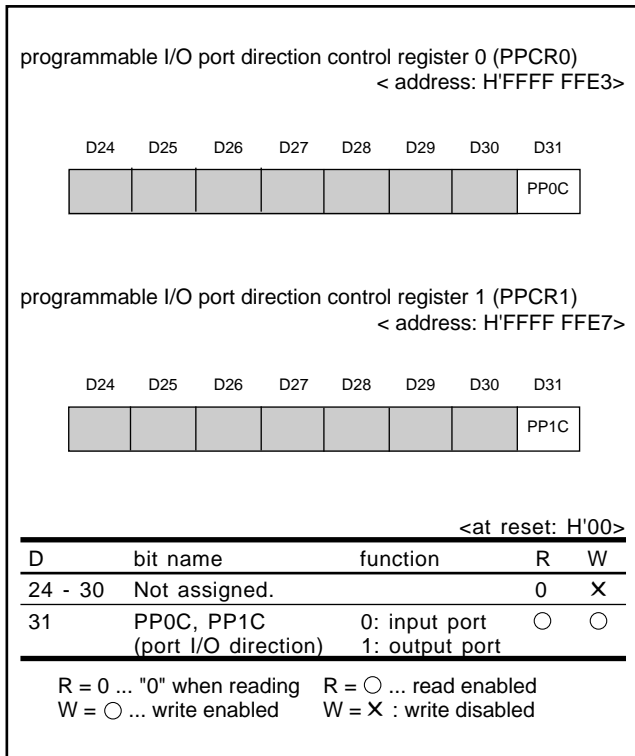 programmable I/O port direction control register 0 (PPCR0)
< address: H'FFFF FFE3>
D24 D25 D26 D27 D28 D29 D30 D31
PP0C
programmable I/O port direction control register 1 (PPCR1)
< address: H'FFFF FFE7>
D24 D25 D26 D27 D28 D29 D30 D31
PP1C
<at reset: H'00>
D bit name function R W
24 - 30 Not assigned. 0 ✕
31 PP0C, PP1C 0: input port ○ ○
(port I/O direction) 1: output port
R = 0 ... "0" when reading R = ○ ... read enabled
W = ○ ... write enabled W = ✕ : write disabled